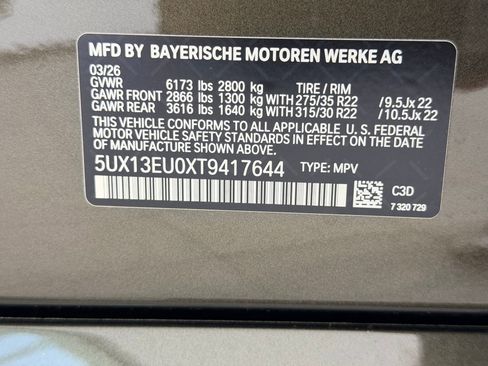 MFD BY BAYERISCHE MOTOREN WERKE AG
03/26
GVWR 6173 lbs 2800 kg TIRE / RIM
GAWR FRONT 2866 lbs 1300 kg WITH 275/35 R22 / 9.5Jx 22
GAWR REAR 3616 lbs 1640 kg WITH 315/30 R22 / 10.5Jx 22
THIS VEHICLE CONFORMS TO ALL APPLICABLE U.S. FEDERAL
MOTOR VEHICLE SAFETY STANDARDS IN EFFECT ON THE
DATE OF MANUFACTURE SHOWN ABOVE.
5UX13EU0XT9417644 TYPE: MPV
C3D
7 320 729